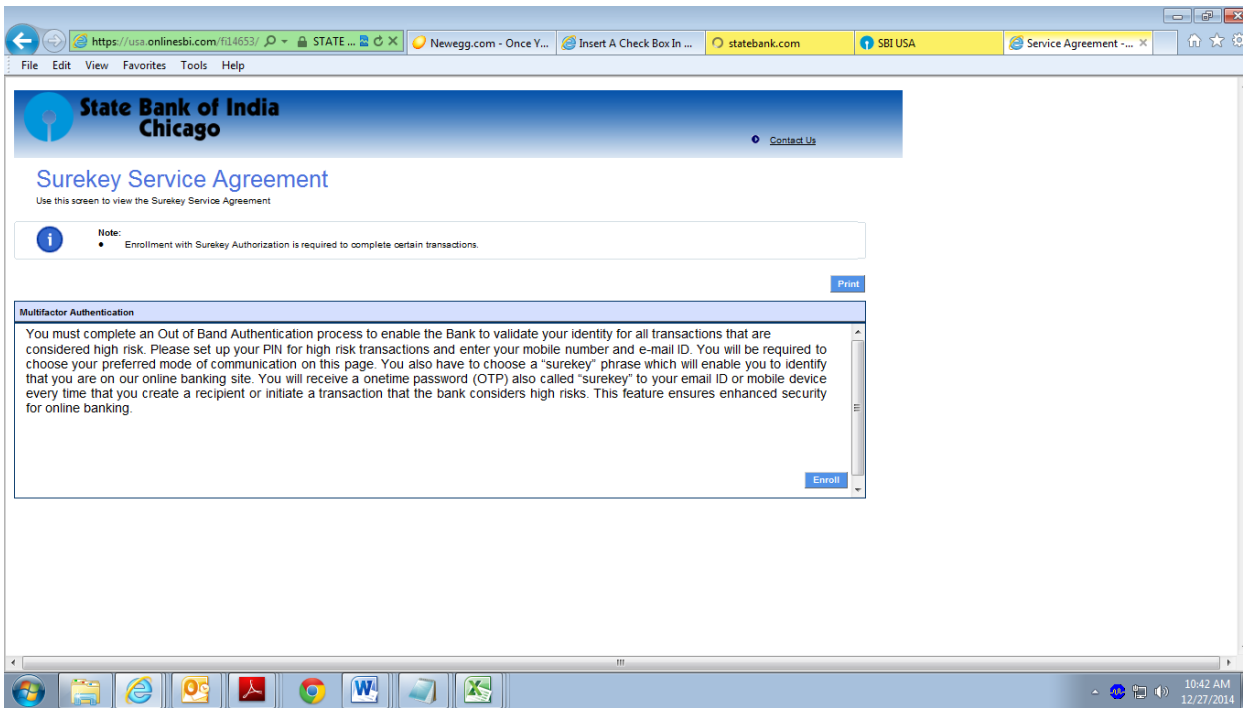 https://usa.onlinesbi.com/fi14653/ STATE ... Newegg.com - Once Y... Insert A Check Box In ... statebank.com SBI USA Service Agreement -...
File Edit View Favorites Tools Help
State Bank of India
Chicago
Contact Us
Surekey Service Agreement
Use this screen to view the Surekey Service Agreement
Note:
• Enrollment with Surekey Authorization is required to complete certain transactions.
Print
Multifactor Authentication
You must complete an Out of Band Authentication process to enable the Bank to validate your identity for all transactions that are
considered high risk. Please set up your PIN for high risk transactions and enter your mobile number and e-mail ID. You will be required to
choose your preferred mode of communication on this page. You also have to choose a “surekey” phrase which will enable you to identify
that you are on our online banking site. You will receive a onetime password (OTP) also called “surekey” to your email ID or mobile device
every time that you create a recipient or initiate a transaction that the bank considers high risks. This feature ensures enhanced security
for online banking.
Enroll
10:42 AM
12/27/2014